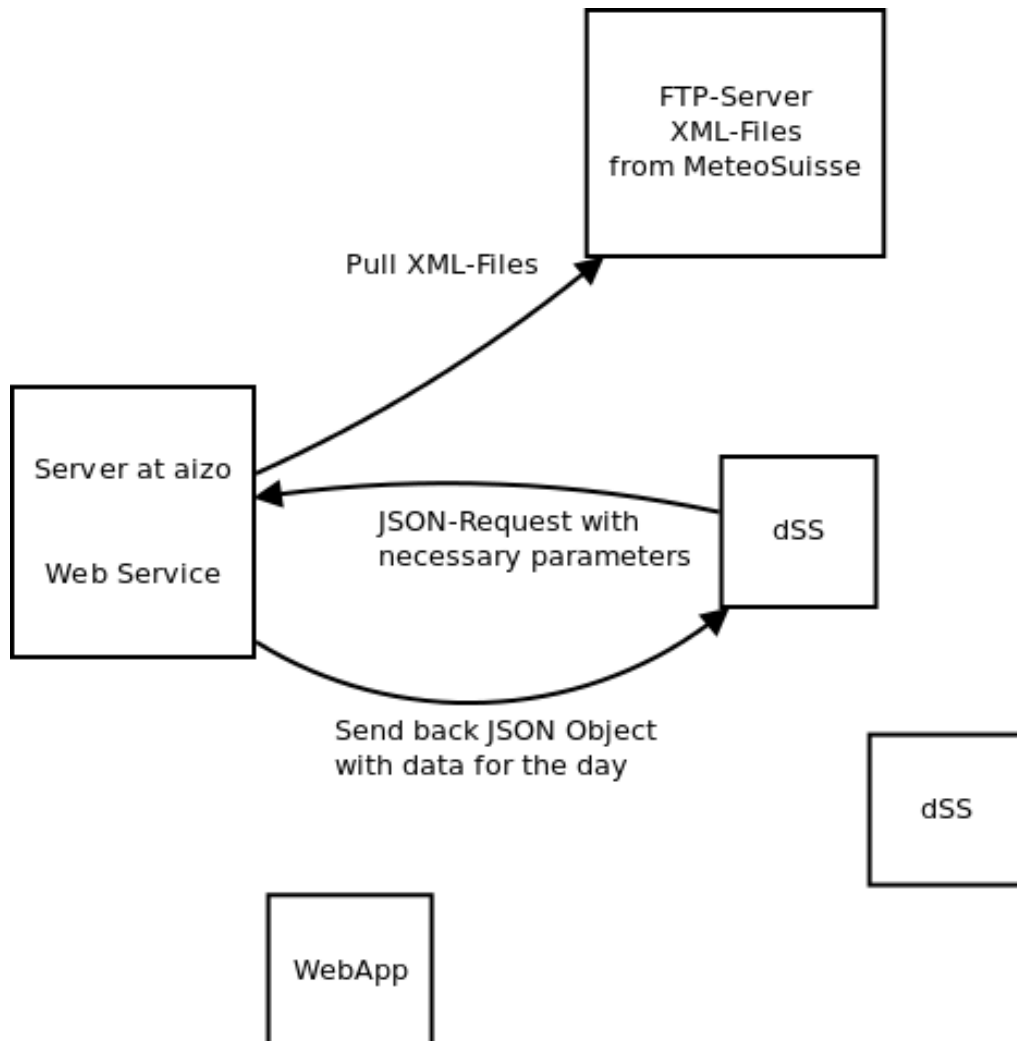 FTP-Server
XML-Files
from MeteoSuisse
Pull XML-Files
Server at aizo
Web Service
JSON-Request with
necessary parameters
dSS
Send back JSON Object
with data for the day
dSS
WebApp